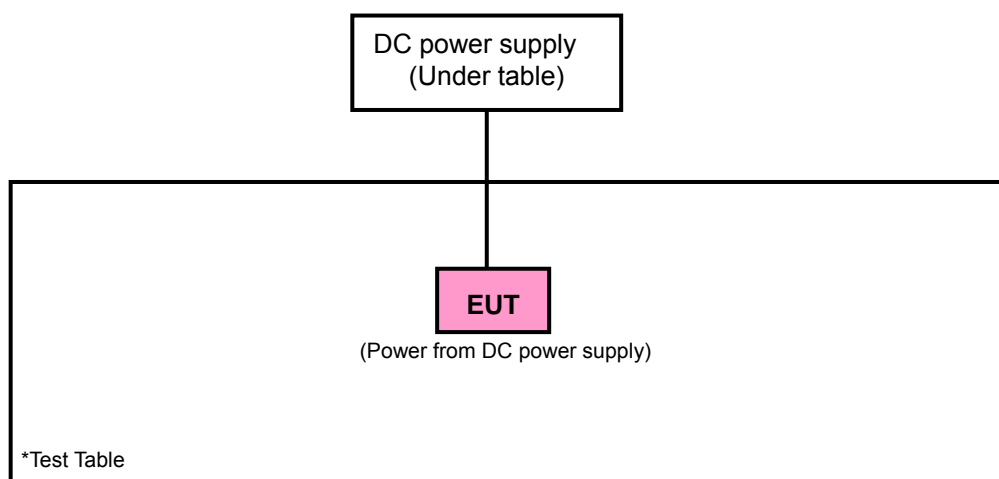 DC power supply
(Under table)
EUT
(Power from DC power supply)
*Test Table